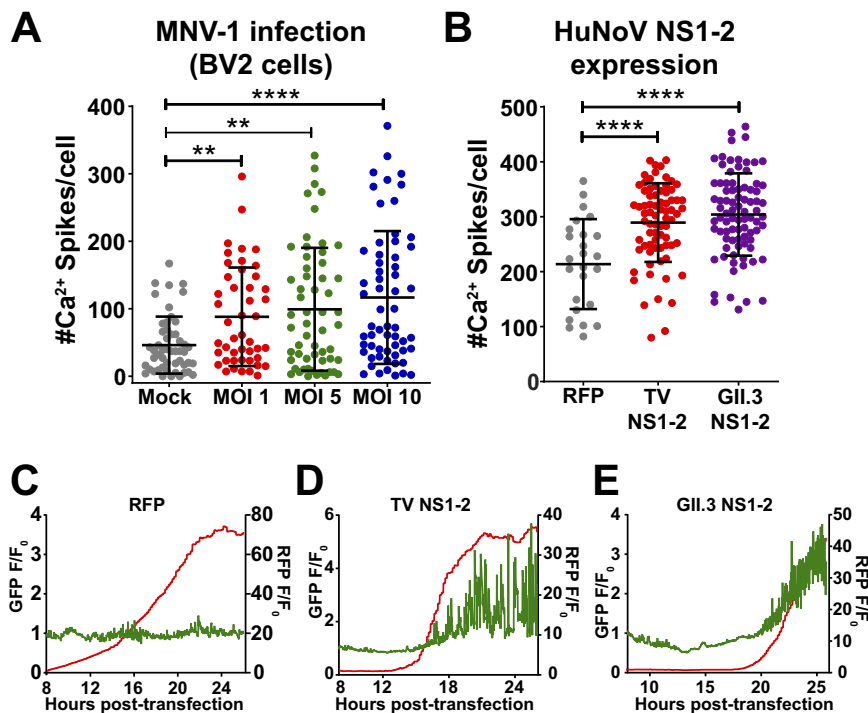 A
MNV-1 infection
(BV2 cells)
#Ca²⁺ Spikes/cell
400
300
200
100
0
****
**
**
Mock
MOI 1
MOI 5
MOI 10
B
HuNoV NS1-2
expression
#Ca²⁺ Spikes/cell
500
400
300
200
100
0
****
****
RFP
TV
NS1-2
GII.3
NS1-2
C
RFP
GFP F/F₀
4
3
2
1
0
80
60
40
20
0
RFP F/F₀
8 12 16 20 24
Hours post-transfection
D
TV NS1-2
GFP F/F₀
6
4
2
0
40
30
20
10
0
RFP F/F₀
8 12 16 20 24
Hours post-transfection
E
GII.3 NS1-2
GFP F/F₀
4
3
2
1
0
50
40
30
20
10
0
RFP F/F₀
10 15 20 25
Hours post-transfection